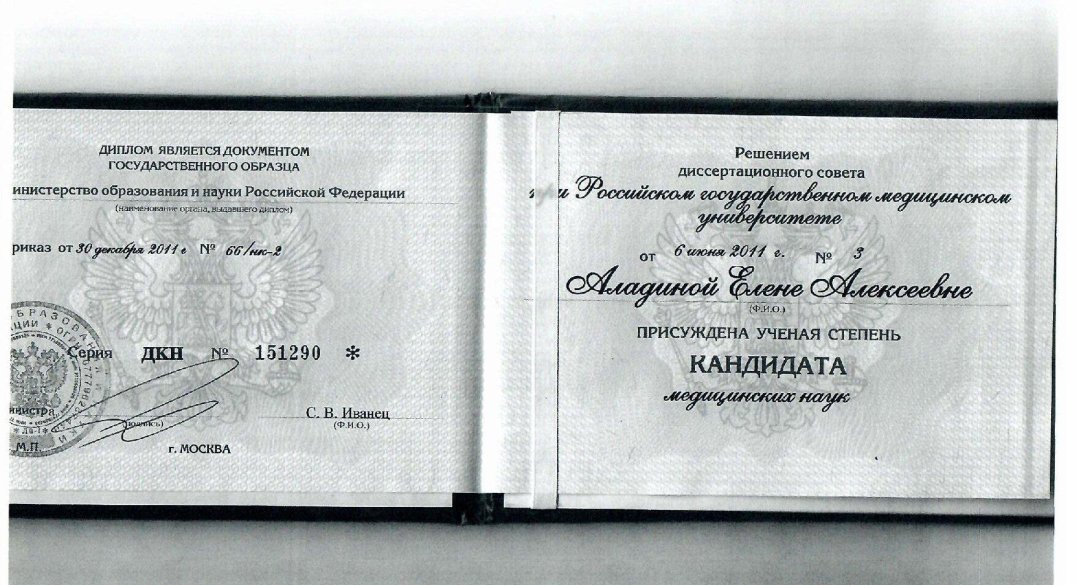 ДИПЛОМ ЯВЛЯЕТСЯ ДОКУМЕНТОМ
ГОСУДАРСТВЕННОГО ОБРАЗЦА
инистерство образования и науки Российской Федерации
(наименование органа, выдавшего диплом)
риказ от 30 декабря 2011 г № 66/нк-2
Серия ДКН № 151290 *
инистра
(подпись)
С. В. Иванец
(Ф.И.О.)
М.П.
г. МОСКВА
Решением
диссертационного совета
при Российском государственном медицинском
университете
от 6 июня 2011 г. № 3
Аладиной Елене Алексеевне
(Ф.И.О.)
ПРИСУЖДЕНА УЧЕНАЯ СТЕПЕНЬ
КАНДИДАТА
медицинских наук